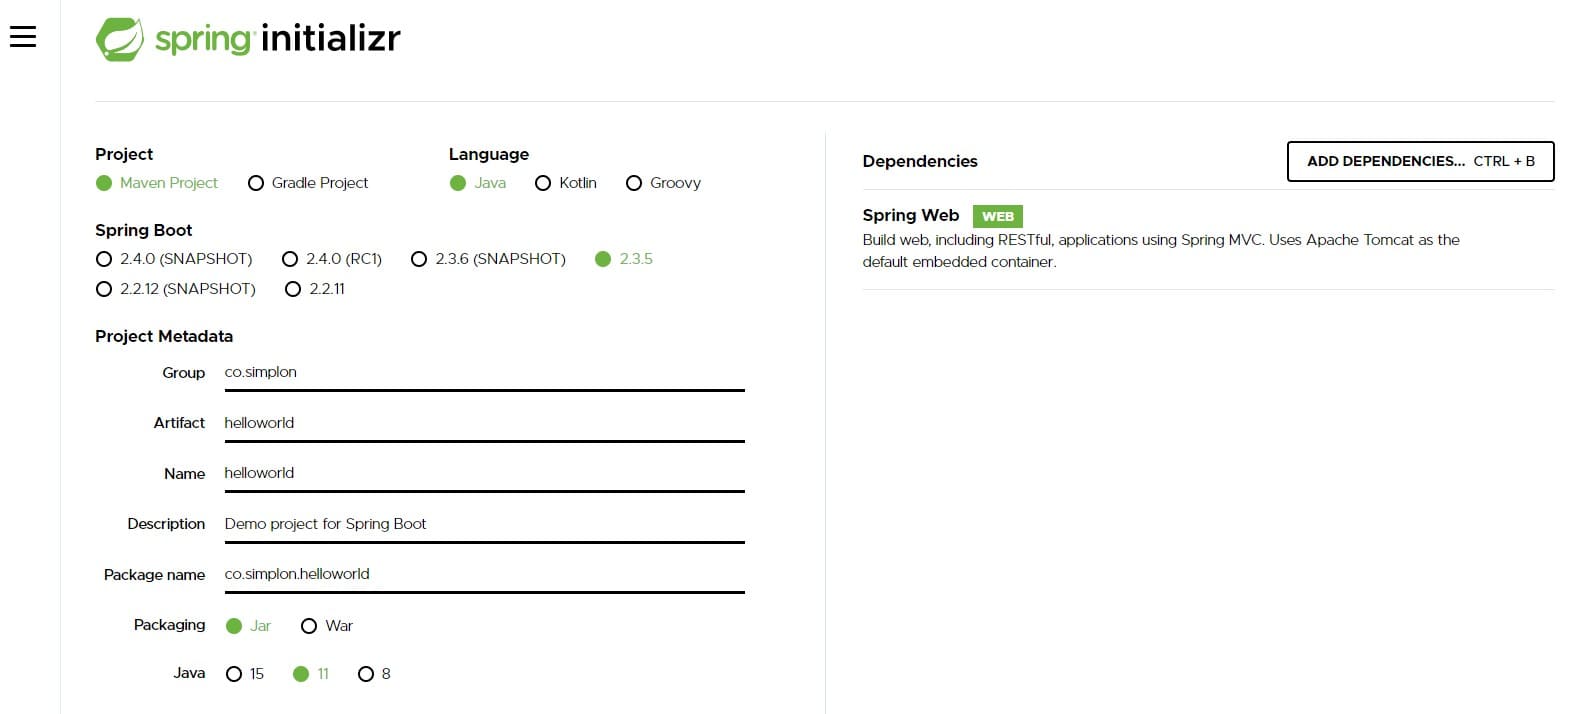 spring initializr
Project
Maven Project Gradle Project
Language
Java Kotlin Groovy
Spring Boot
2.4.0 (SNAPSHOT) 2.4.0 (RC1) 2.3.6 (SNAPSHOT) 2.3.5
2.2.12 (SNAPSHOT) 2.2.11
Project Metadata
Group co.simplon
Artifact helloworld
Name helloworld
Description Demo project for Spring Boot
Package name co.simplon.helloworld
Packaging Jar War
Java 15 11 8
Dependencies
ADD DEPENDENCIES... CTRL + B
Spring Web WEB
Build web, including RESTful, applications using Spring MVC. Uses Apache Tomcat as the
default embedded container.